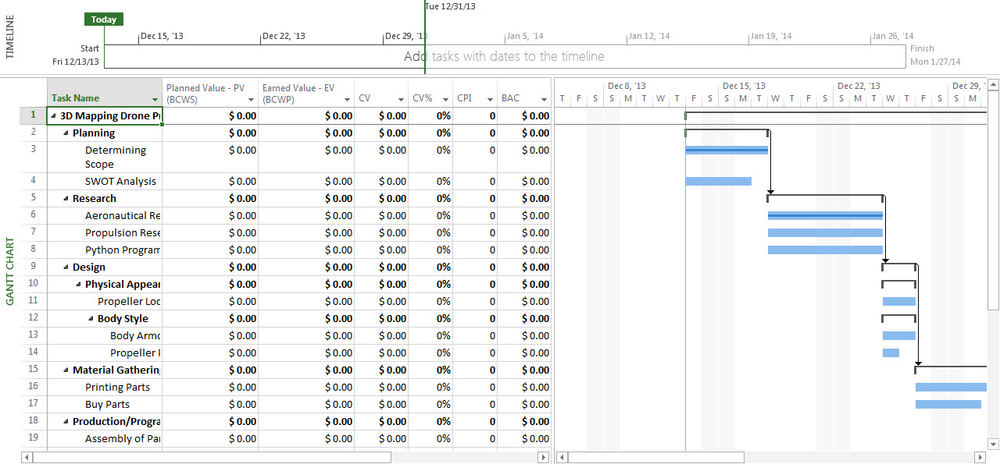 Tue 12/31/13
Today
TIMELINE
Dec 15, '13 Dec 22, '13 Dec 29, '13 Jan 5, '14 Jan 12, '14 Jan 19, '14 Jan 26, '14
Start
Fri 12/13/13
Add tasks with dates to the timeline
Finish
Mon 1/27/14
GANTT CHART
Task Name Planned Value - PV (BCWS) Earned Value - EV (BCWP) CV CV% CPI BAC
Dec 8, '13 Dec 15, '13 Dec 22, '13 Dec 29, '
T F S S M T W T F S S M T W T F S S M T W T F S S M
1 3D Mapping Drone $ 0.00 $ 0.00 $ 0.00 0% 0 $ 0.00
2 Planning $ 0.00 $ 0.00 $ 0.00 0% 0 $ 0.00
3 Determining $ 0.00 $ 0.00 $ 0.00 0% 0 $ 0.00
Scope
4 SWOT Analysis $ 0.00 $ 0.00 $ 0.00 0% 0 $ 0.00
5 Research $ 0.00 $ 0.00 $ 0.00 0% 0 $ 0.00
6 Aeronautical Re $ 0.00 $ 0.00 $ 0.00 0% 0 $ 0.00
7 Propulsion Rese $ 0.00 $ 0.00 $ 0.00 0% 0 $ 0.00
8 Python Program $ 0.00 $ 0.00 $ 0.00 0% 0 $ 0.00
9 Design $ 0.00 $ 0.00 $ 0.00 0% 0 $ 0.00
10 Physical Appear $ 0.00 $ 0.00 $ 0.00 0% 0 $ 0.00
11 Propeller Loc $ 0.00 $ 0.00 $ 0.00 0% 0 $ 0.00
12 Body Style $ 0.00 $ 0.00 $ 0.00 0% 0 $ 0.00
13 Body Armo $ 0.00 $ 0.00 $ 0.00 0% 0 $ 0.00
14 Propeller $ 0.00 $ 0.00 $ 0.00 0% 0 $ 0.00
15 Material Gathering $ 0.00 $ 0.00 $ 0.00 0% 0 $ 0.00
16 Printing Parts $ 0.00 $ 0.00 $ 0.00 0% 0 $ 0.00
17 Buy Parts $ 0.00 $ 0.00 $ 0.00 0% 0 $ 0.00
18 Production/Progra $ 0.00 $ 0.00 $ 0.00 0% 0 $ 0.00
19 Assembly of Pa $ 0.00 $ 0.00 $ 0.00 0% 0 $ 0.00